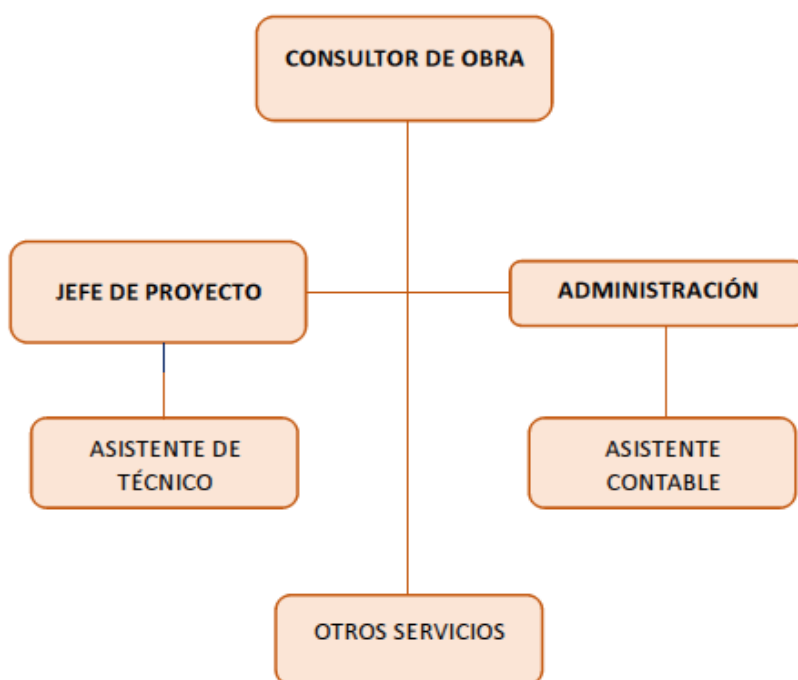 CONSULTOR DE OBRA
JEFE DE PROYECTO
ADMINISTRACIÓN
ASISTENTE DE
TÉCNICO
ASISTENTE
CONTABLE
OTROS SERVICIOS